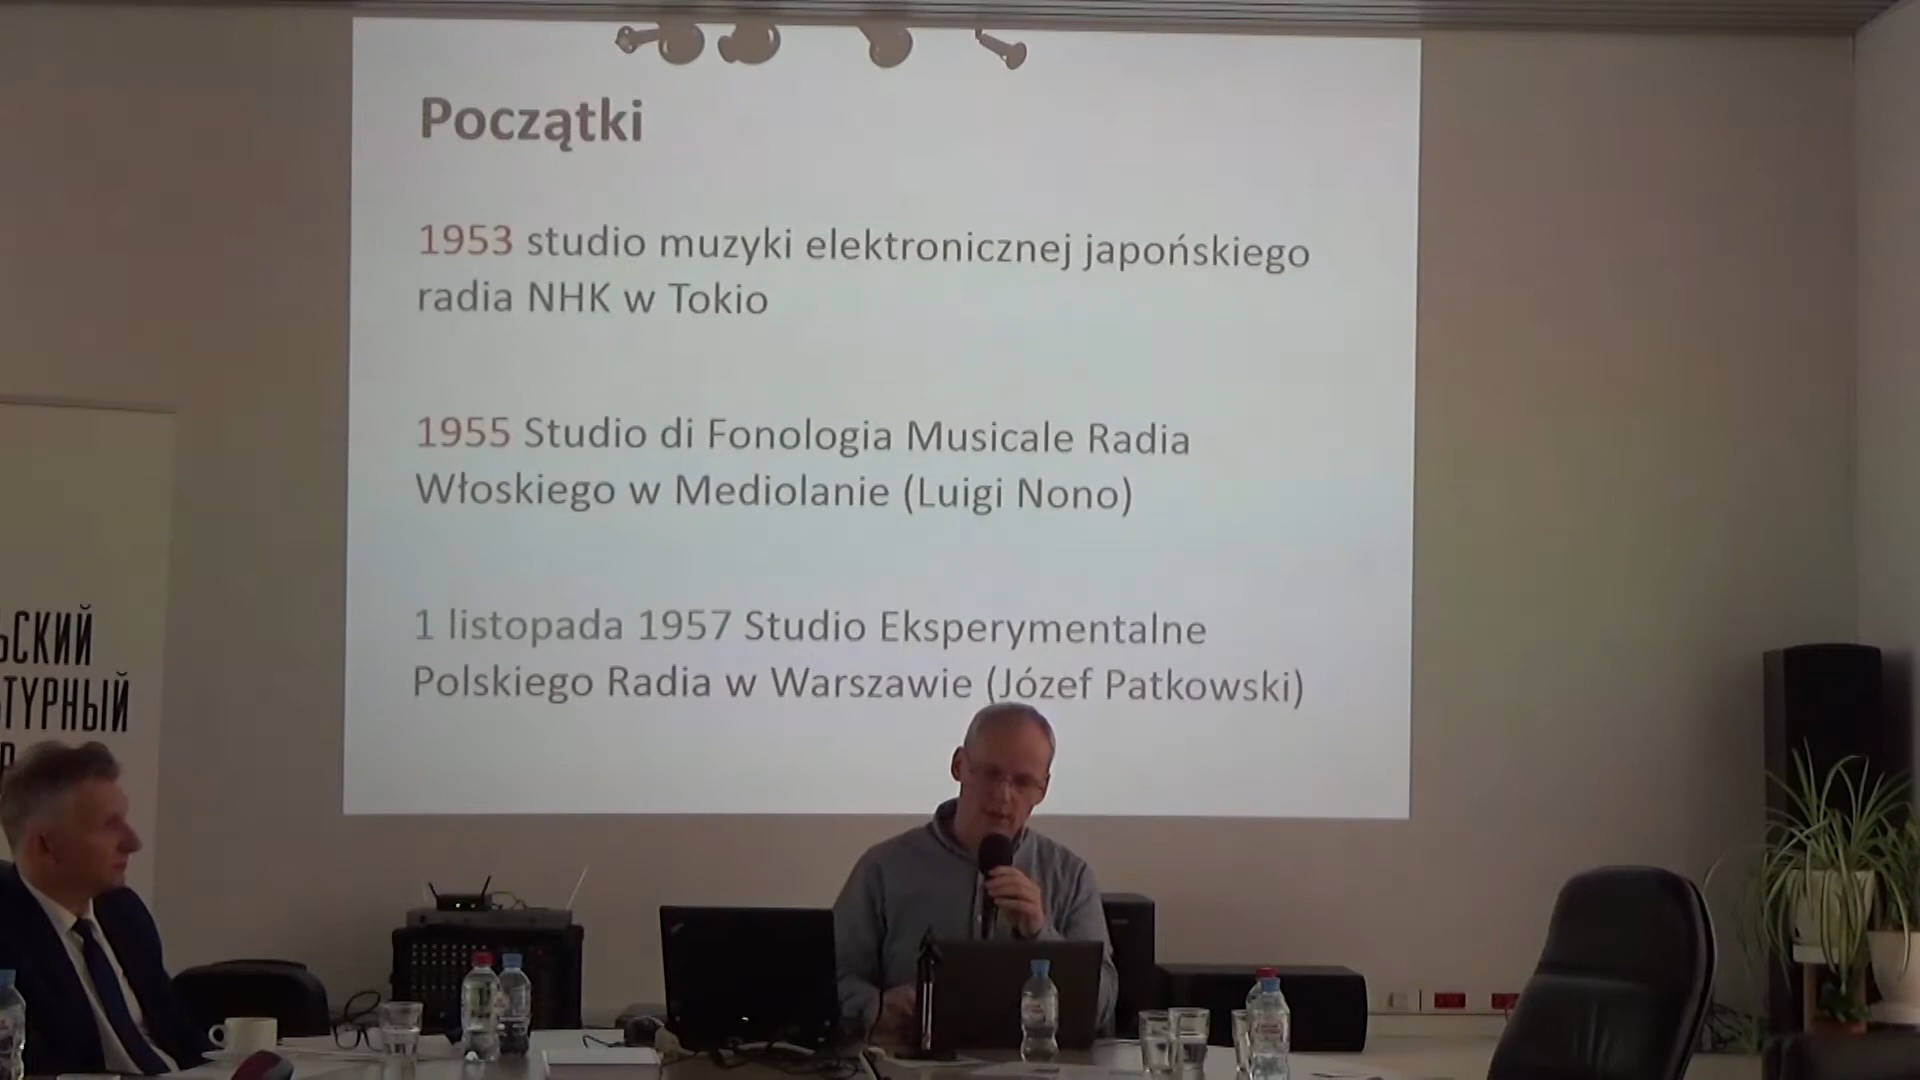 Początki
1953 studio muzyki elektronicznej japońskiego
radia NHK w Tokio
1955 Studio di Fonologia Musicale Radia
Włoskiego w Mediolanie (Luigi Nono)
1 listopada 1957 Studio Eksperymentalne
Polskiego Radia w Warszawie (Józef Patkowski)
ЬСКИЙ
ТУРНЫЙ